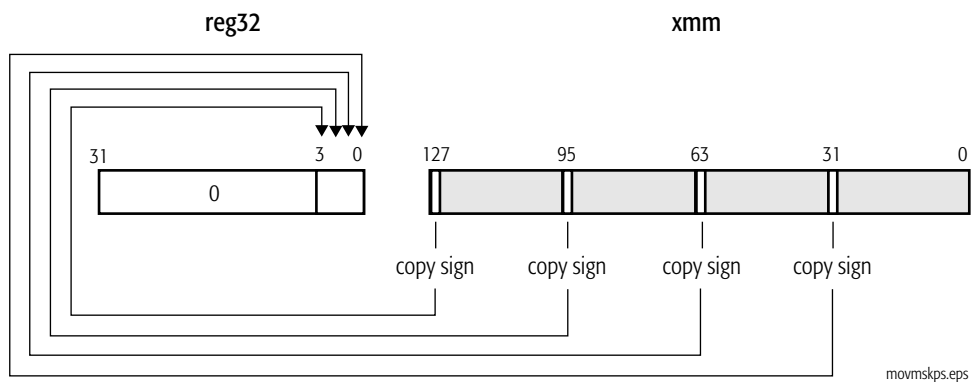 reg32 xmm
31 3 0 127 95 63 31 0
0
copy sign copy sign copy sign copy sign
movmskps.eps